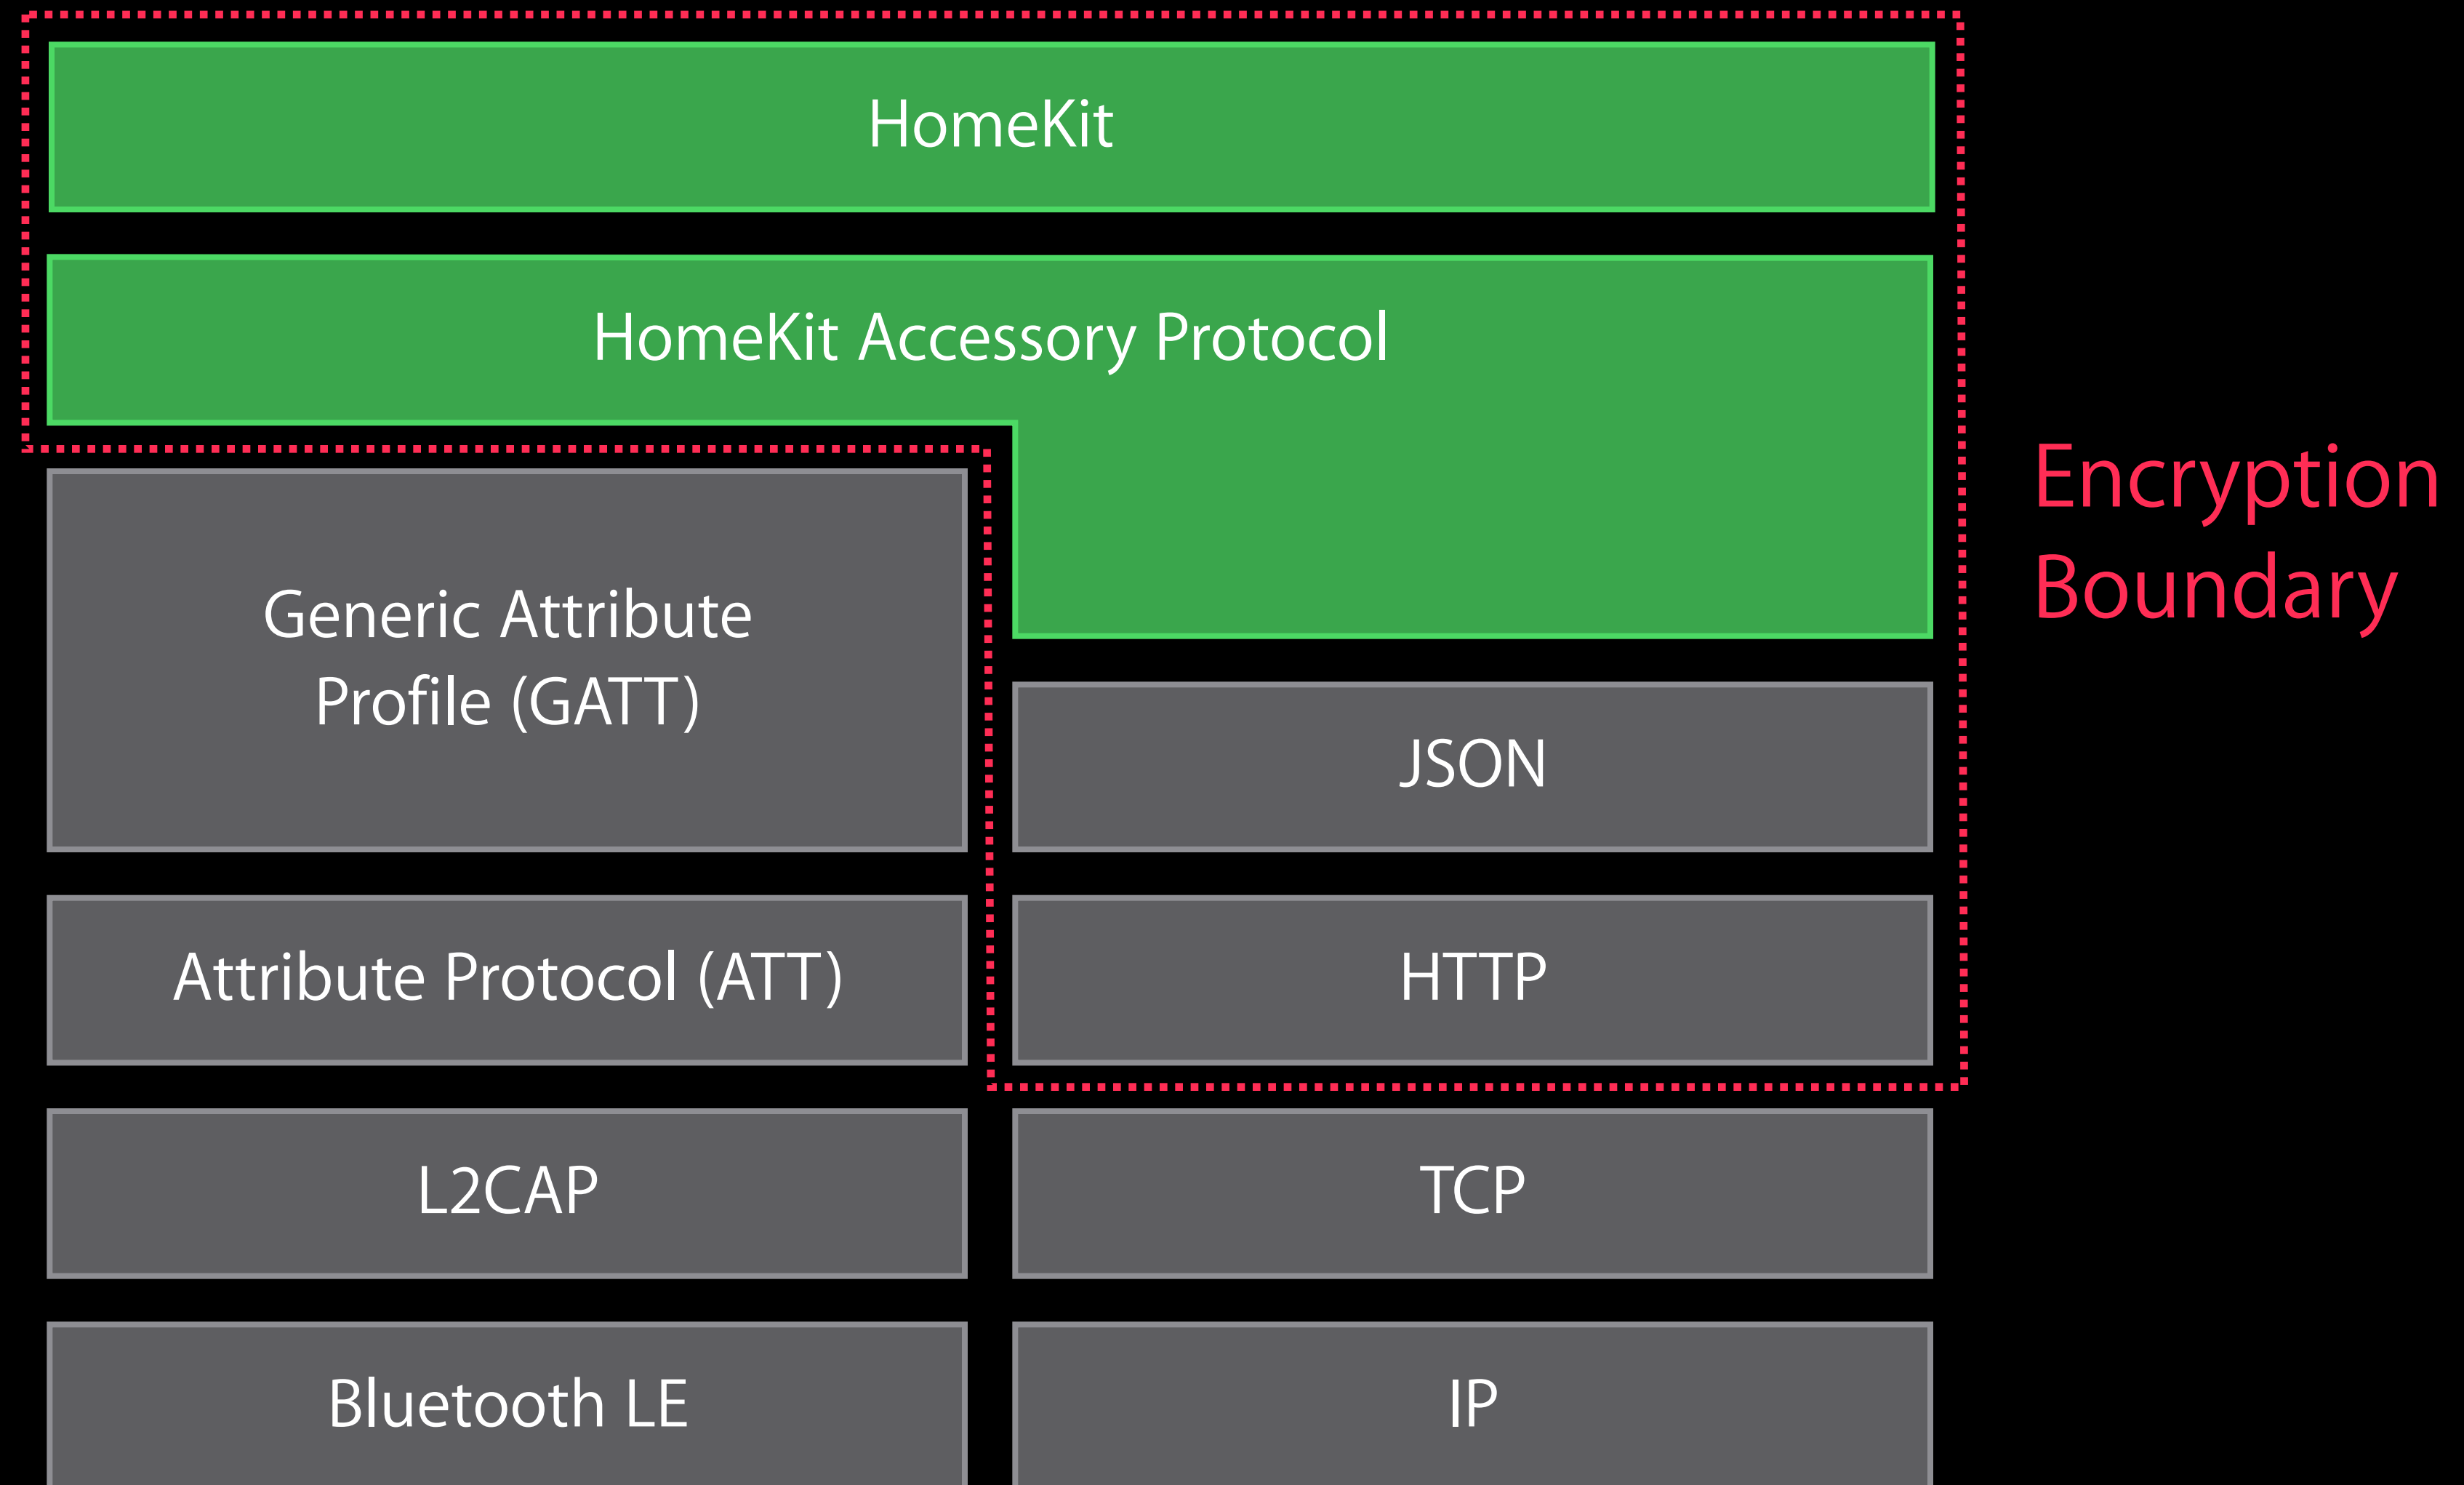 HomeKit
HomeKit Accessory Protocol
Generic Attribute
Profile (GATT)
Attribute Protocol (ATT)
L2CAP
Bluetooth LE
JSON
HTTP
TCP
IP
Encryption
Boundary